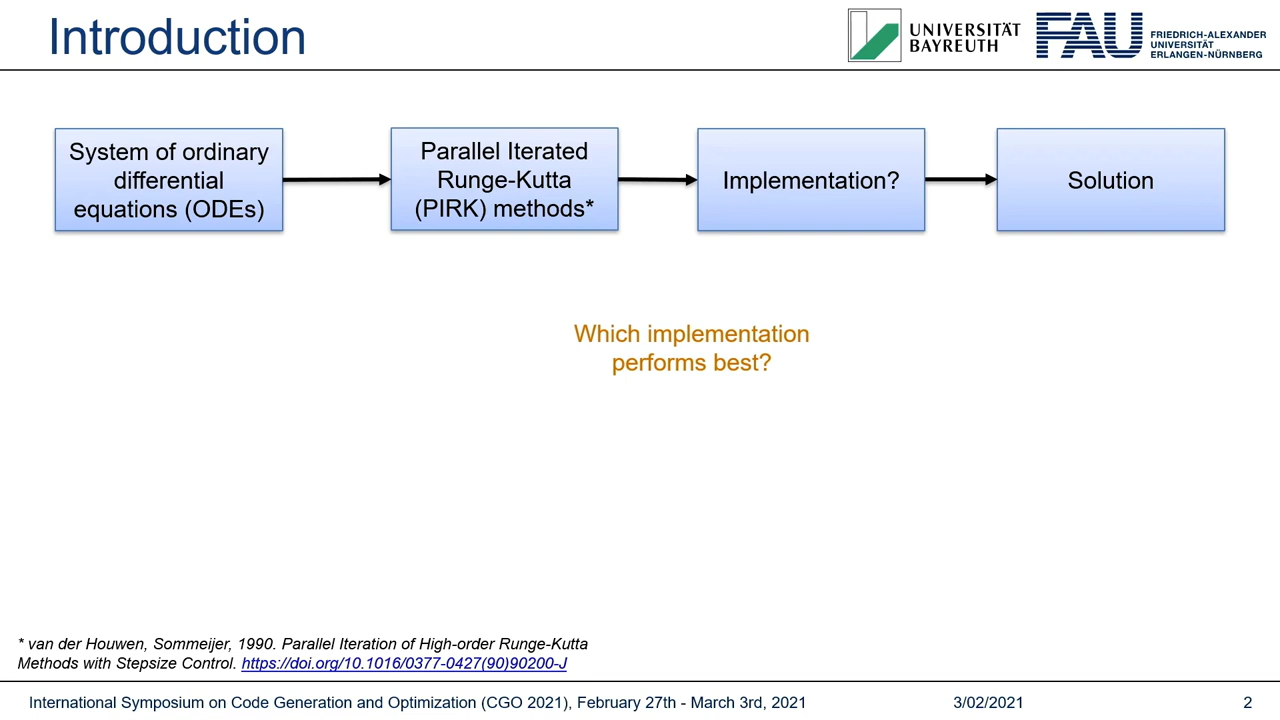 Introduction
UNIVERSITÄT
BAYREUTH
FAU
FRIEDRICH-ALEXANDER
UNIVERSITÄT
ERLANGEN-NÜRNBERG
System of ordinary
differential
equations (ODEs)
Parallel Iterated
Runge-Kutta
(PIRK) methods*
Implementation?
Solution
Which implementation
performs best?
* van der Houwen, Sommeijer, 1990. Parallel Iteration of High-order Runge-Kutta
Methods with Stepsize Control. https://doi.org/10.1016/0377-0427(90)90200-J
International Symposium on Code Generation and Optimization (CGO 2021), February 27th - March 3rd, 2021
3/02/2021
2